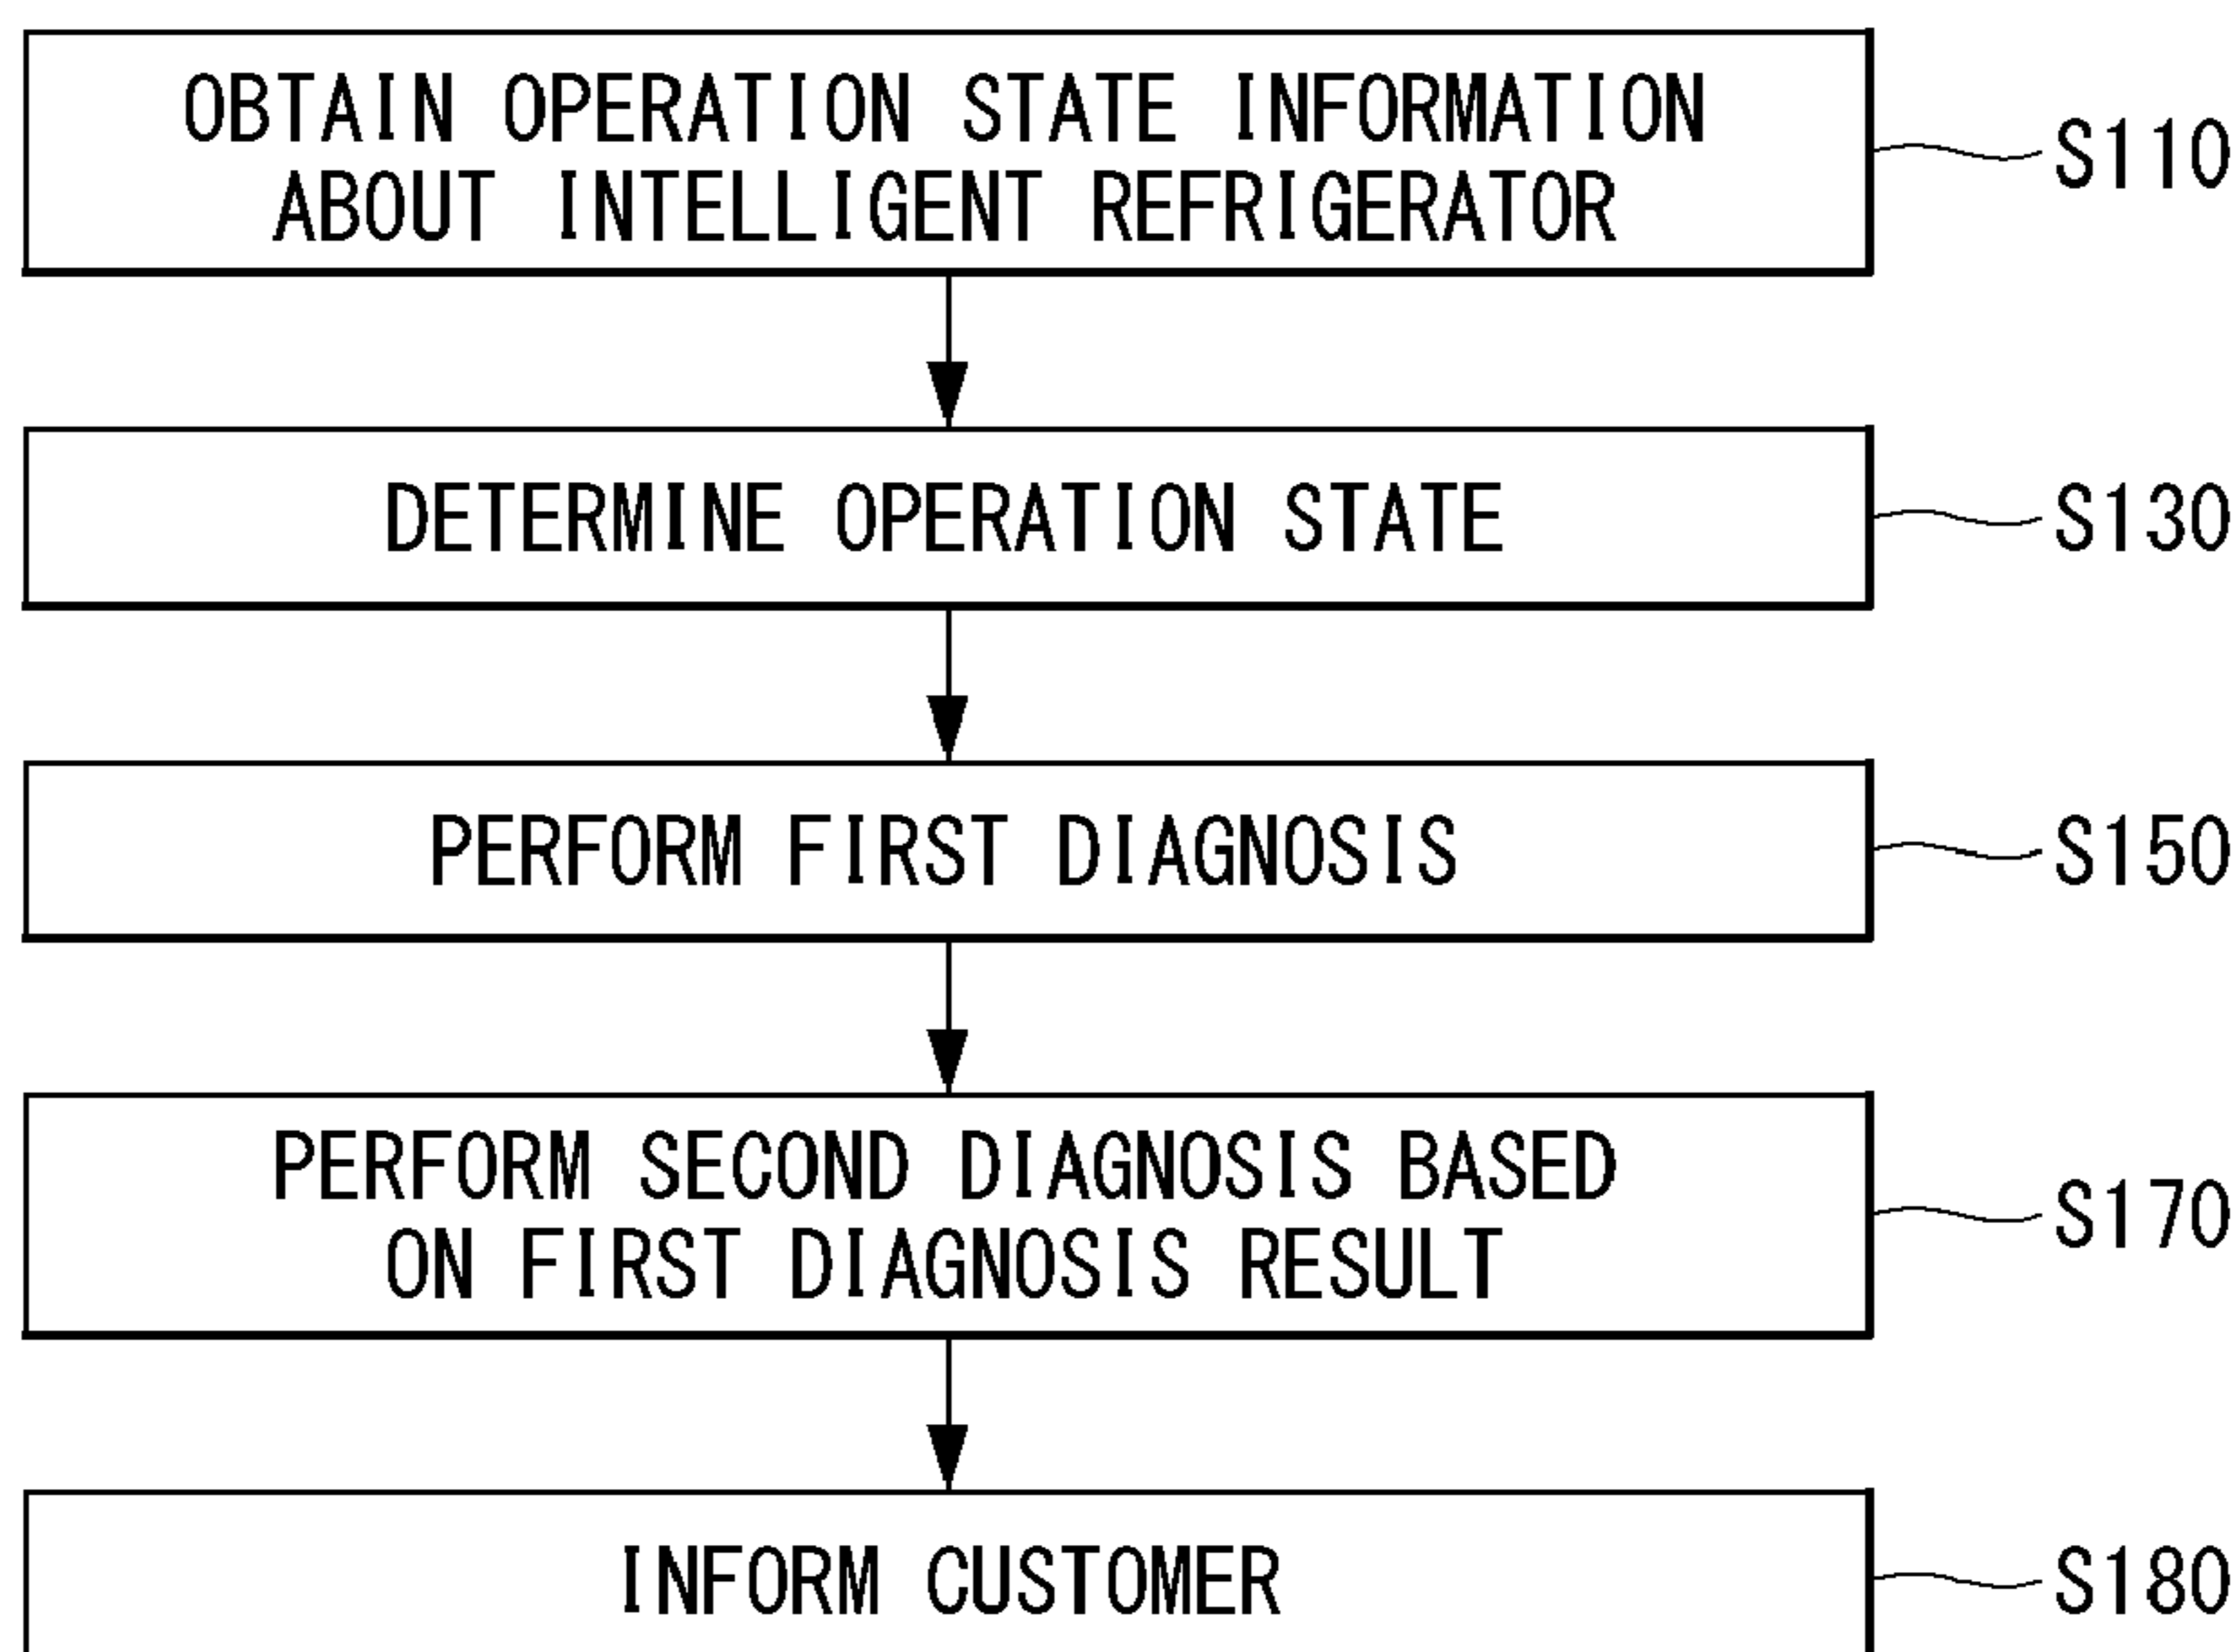 OBTAIN OPERATION STATE INFORMATION
ABOUT INTELLIGENT REFRIGERATOR
S110
DETERMINE OPERATION STATE
S130
PERFORM FIRST DIAGNOSIS
S150
PERFORM SECOND DIAGNOSIS BASED
ON FIRST DIAGNOSIS RESULT
S170
INFORM CUSTOMER
S180